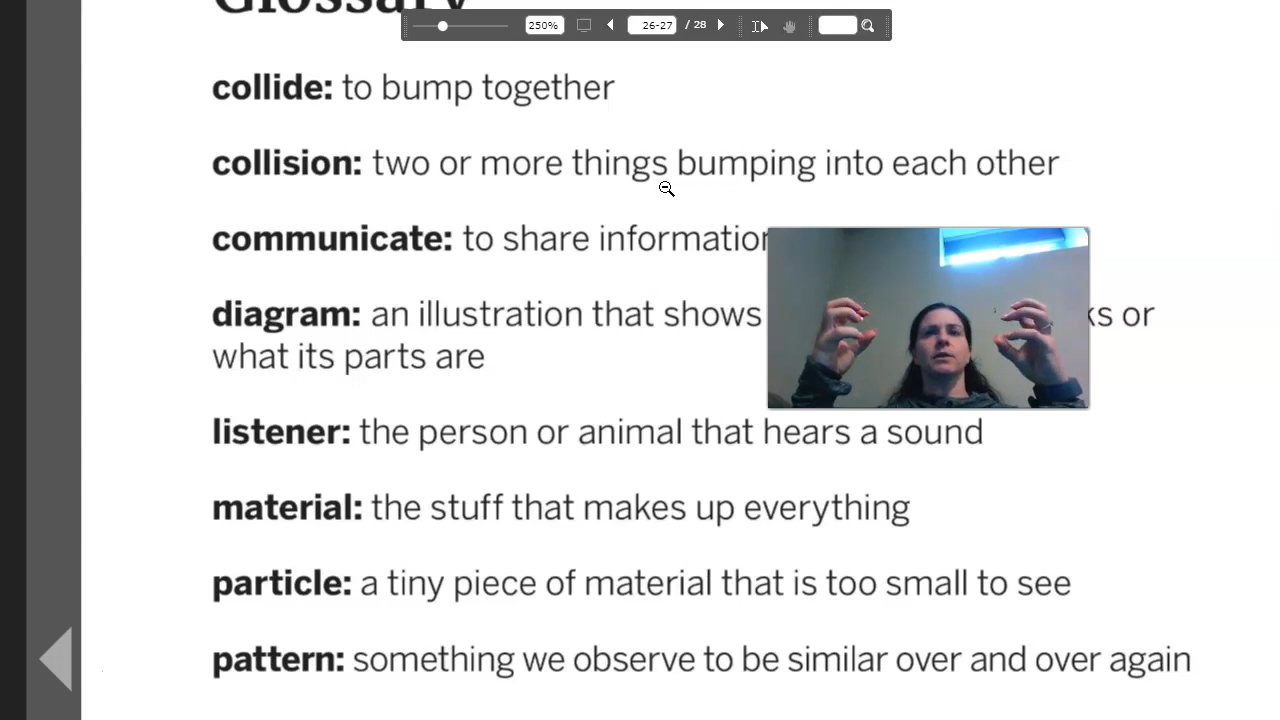 Glossary
250% 26-27 / 28
collide: to bump together
collision: two or more things bumping into each other
communicate: to share
diagram: an illustration that shows or
what its parts are
listener: the person or animal that hears a sound
material: the stuff that makes up everything
particle: a tiny piece of material that is too small to see
pattern: something we observe to be similar over and over again